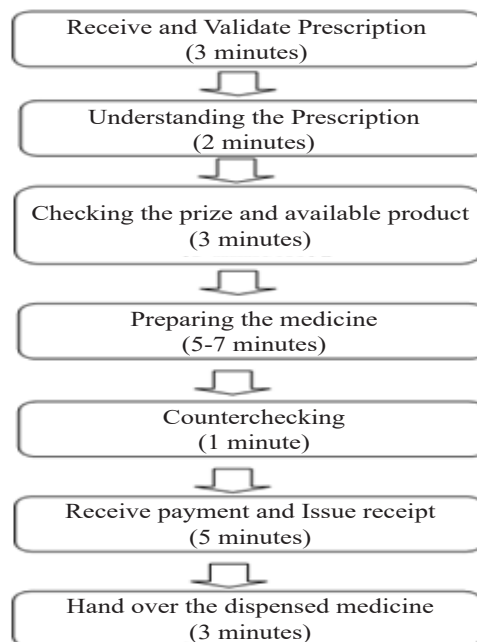 Receive and Validate Prescription
(3 minutes)
Understanding the Prescription
(2 minutes)
Checking the prize and available product
(3 minutes)
Preparing the medicine
(5-7 minutes)
Counterchecking
(1 minute)
Receive payment and Issue receipt
(5 minutes)
Hand over the dispensed medicine
(3 minutes)